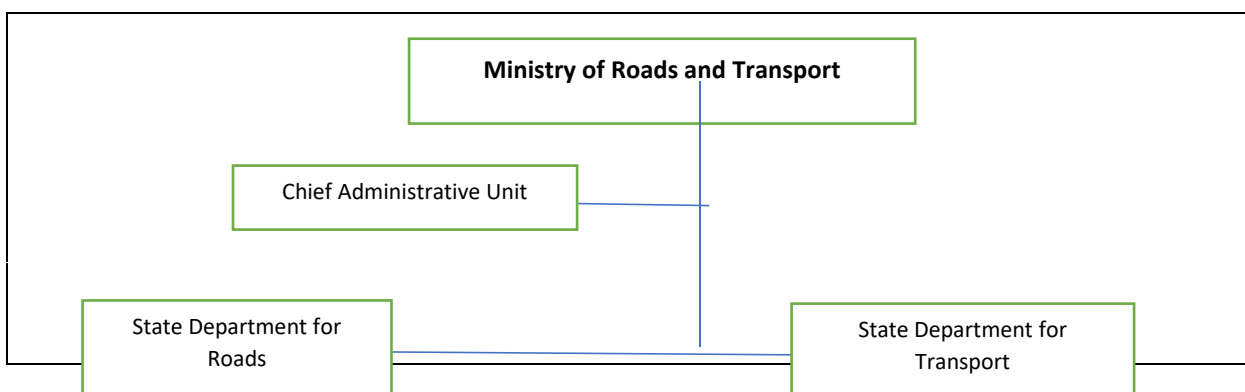 Ministry of Roads and Transport
Chief Administrative Unit
State Department for
Roads
State Department for
Transport